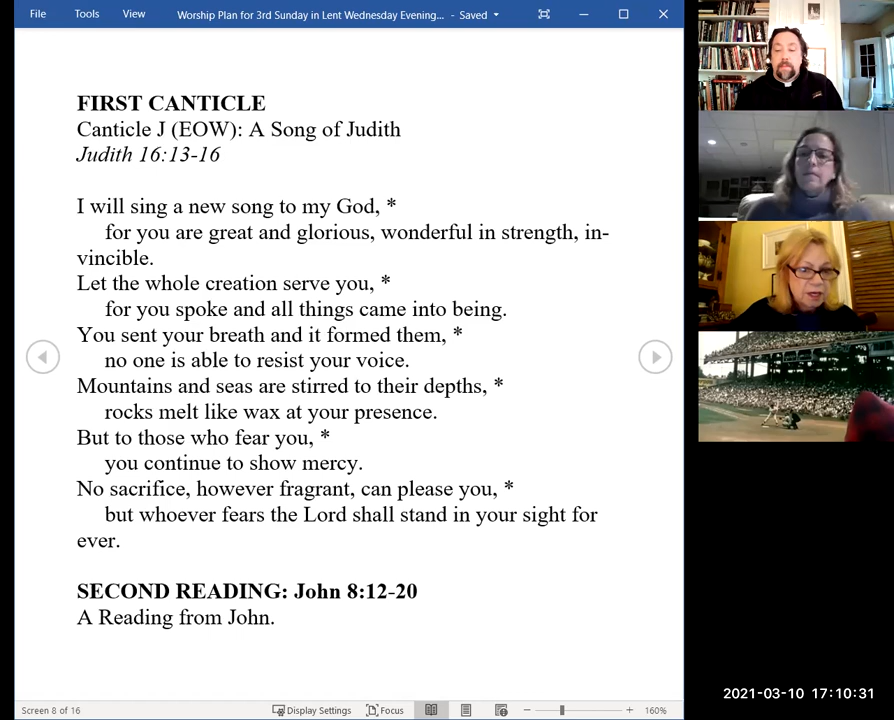 File Tools View Worship Plan for 3rd Sunday in Lent Wednesday Evening... - Saved
FIRST CANTICLE
Canticle J (EOW): A Song of Judith
Judith 16:13-16
I will sing a new song to my God, *
for you are great and glorious, wonderful in strength, in-
vincible.
Let the whole creation serve you, *
for you spoke and all things came into being.
You sent your breath and it formed them, *
no one is able to resist your voice.
Mountains and seas are stirred to their depths, *
rocks melt like wax at your presence.
But to those who fear you, *
you continue to show mercy.
No sacrifice, however fragrant, can please you, *
but whoever fears the Lord shall stand in your sight for
ever.
SECOND READING: John 8:12-20
A Reading from John.
2021-03-10 17:10:31
Screen 8 of 16 Display Settings Focus 160%